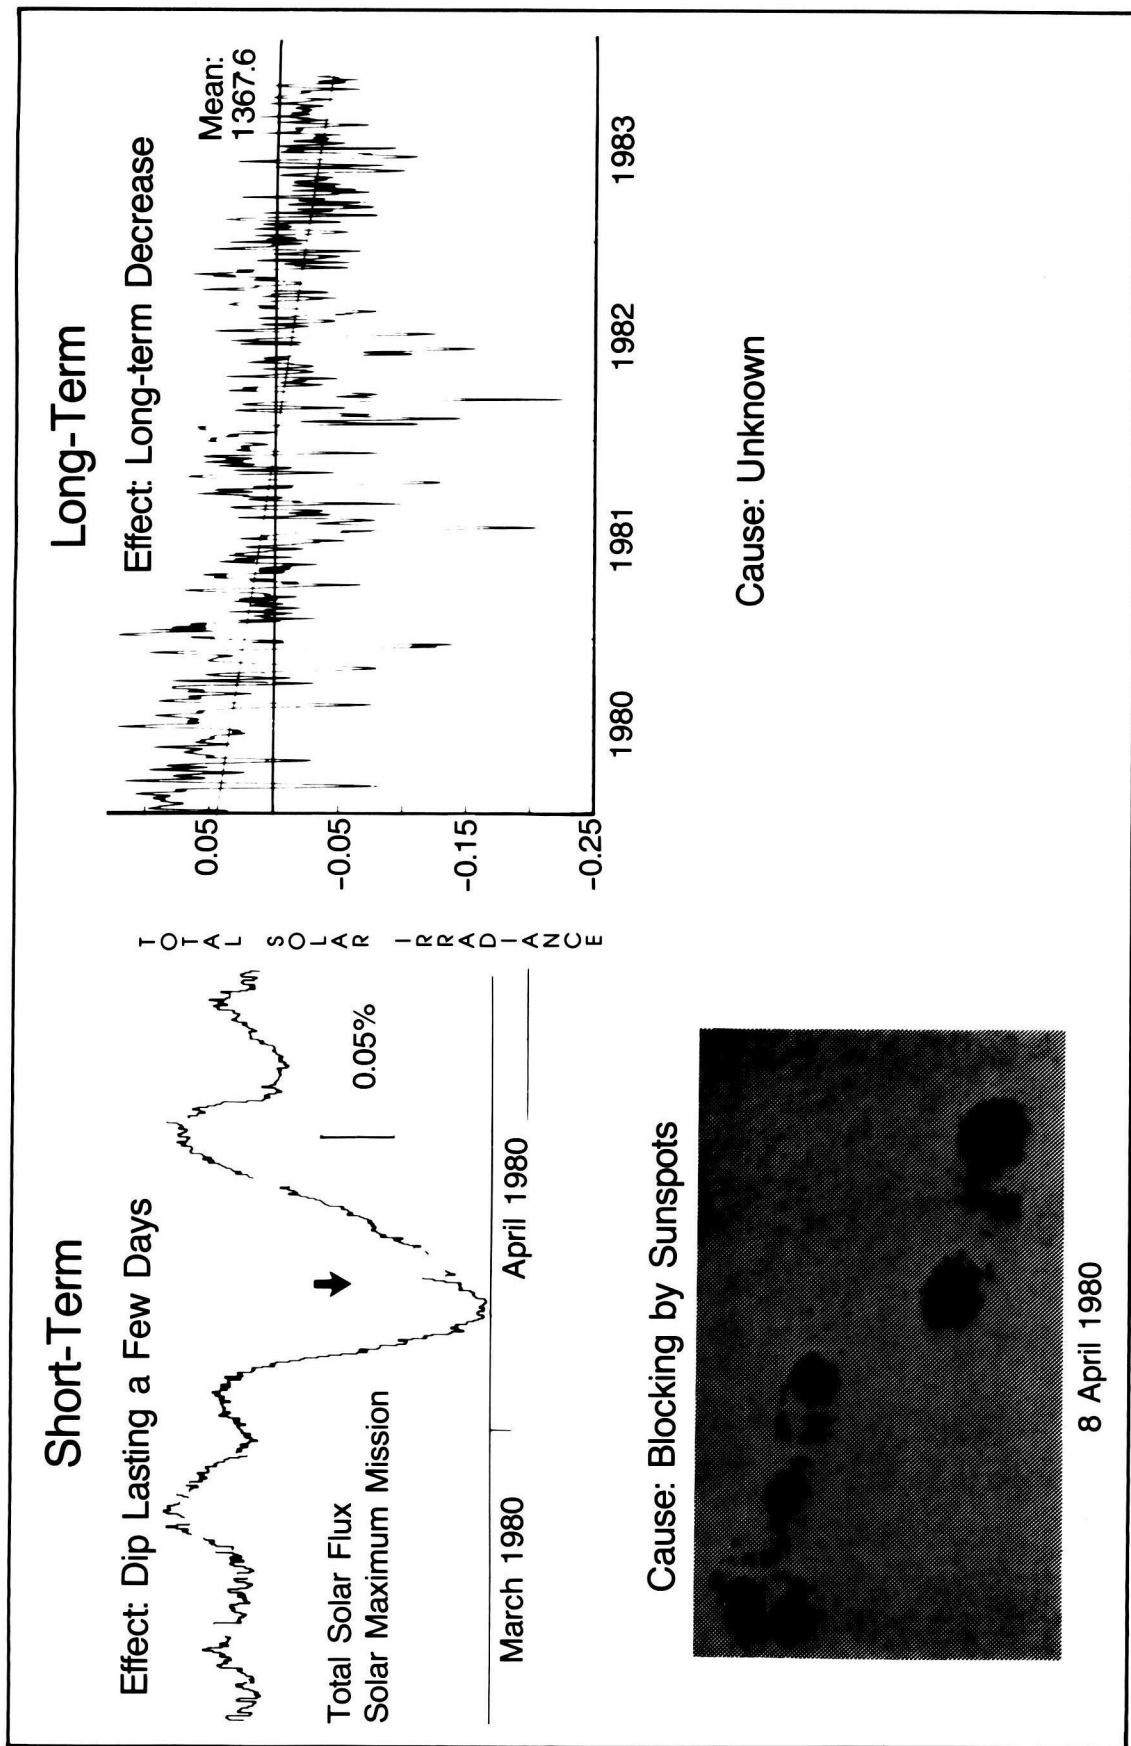 Short-Term
Effect: Dip Lasting a Few Days
Total Solar Flux
Solar Maximum Mission
0.05%
March 1980
April 1980
Cause: Blocking by Sunspots
8 April 1980
Long-Term
Effect: Long-term Decrease
Mean:
1367.6
TOTAL SOLAR IRRADIANCE
0.05
-0.05
-0.15
-0.25
1980
1981
1982
1983
Cause: Unknown